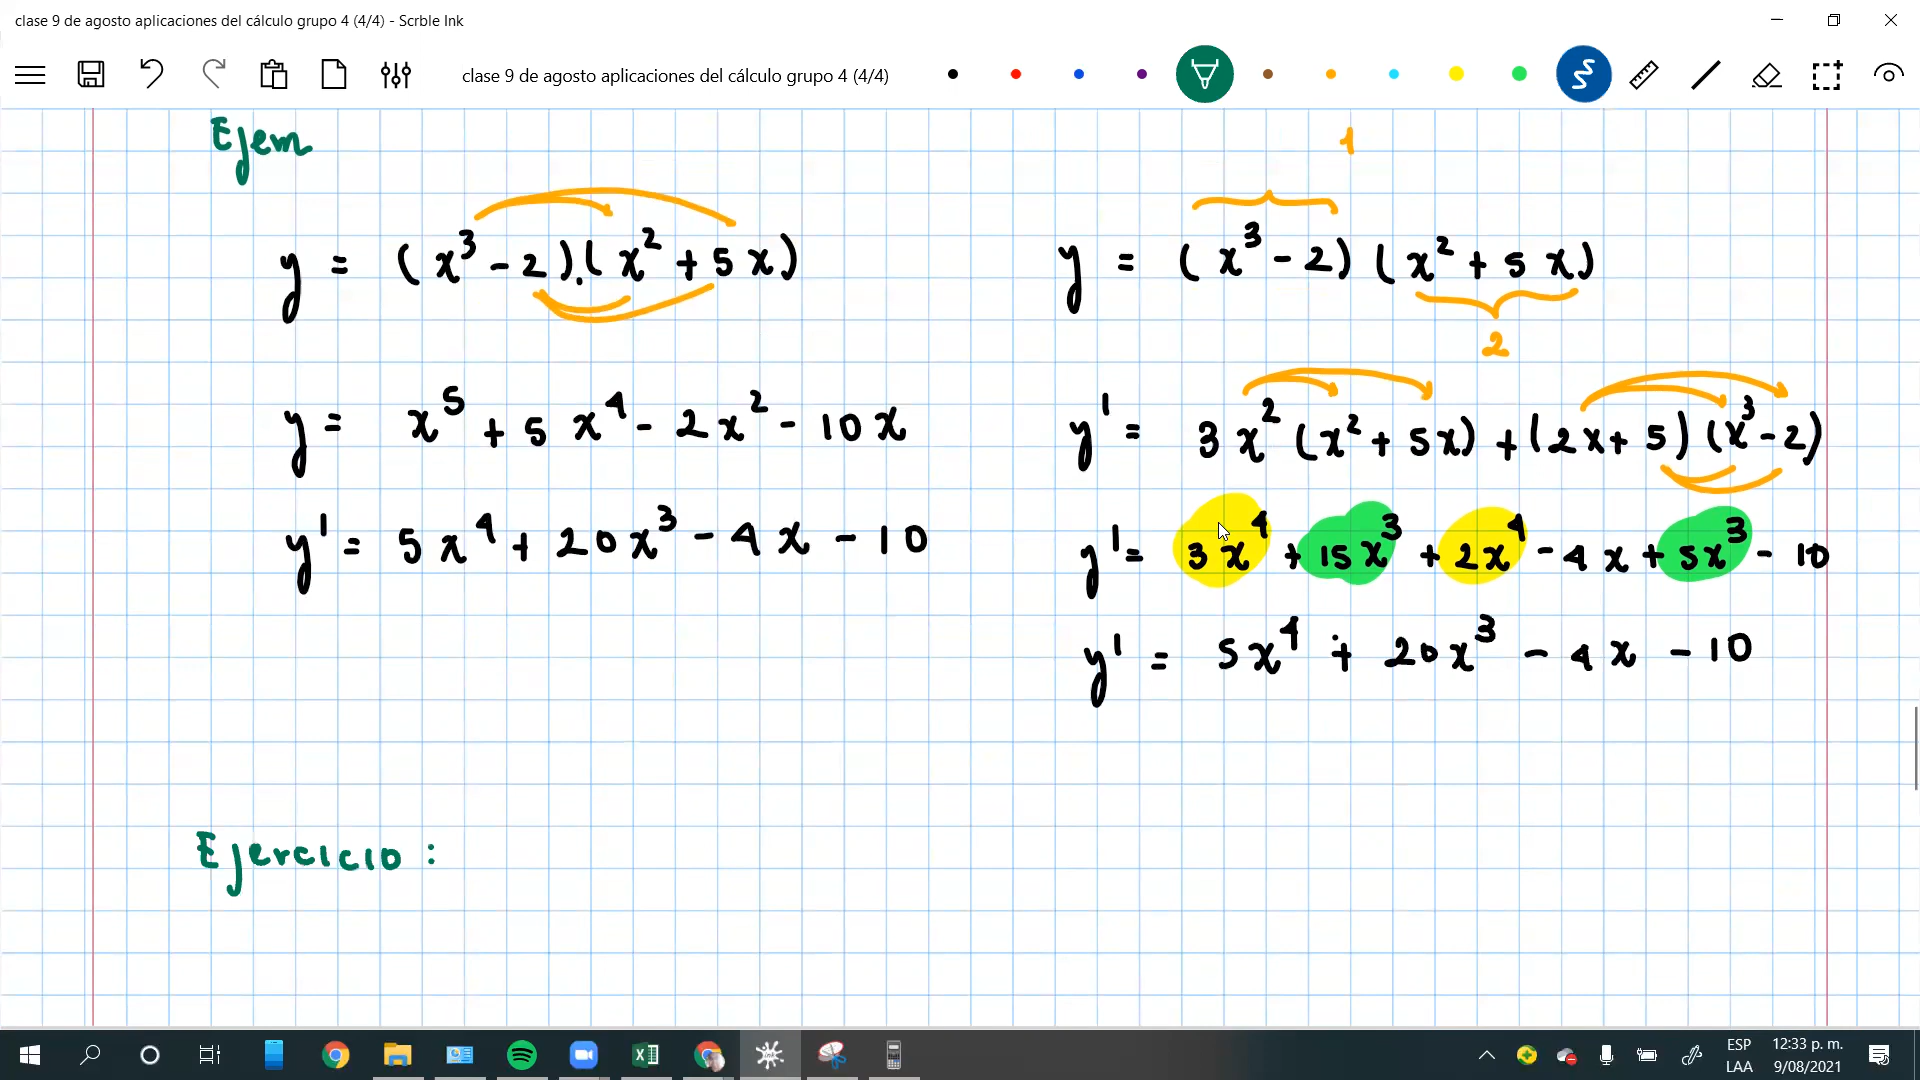 clase 9 de agosto aplicaciones del cálculo grupo 4 (4/4) - Scrble Ink
clase 9 de agosto aplicaciones del cálculo grupo 4 (4/4)
Ejem
y = (x³ - 2).(x² + 5x)
y = x⁵ + 5x⁴ - 2x² - 10x
y' = 5x⁴ + 20x³ - 4x - 10
1
y = (x³ - 2)(x² + 5x)
2
y' = 3x²(x² + 5x) + (2x + 5)(x³ - 2)
y' = 3x⁴ + 15x³ + 2x⁴ - 4x + 5x³ - 10
y' = 5x⁴ + 20x³ - 4x - 10
Ejercicio :
ESP
LAA
12:33 p. m.
9/08/2021